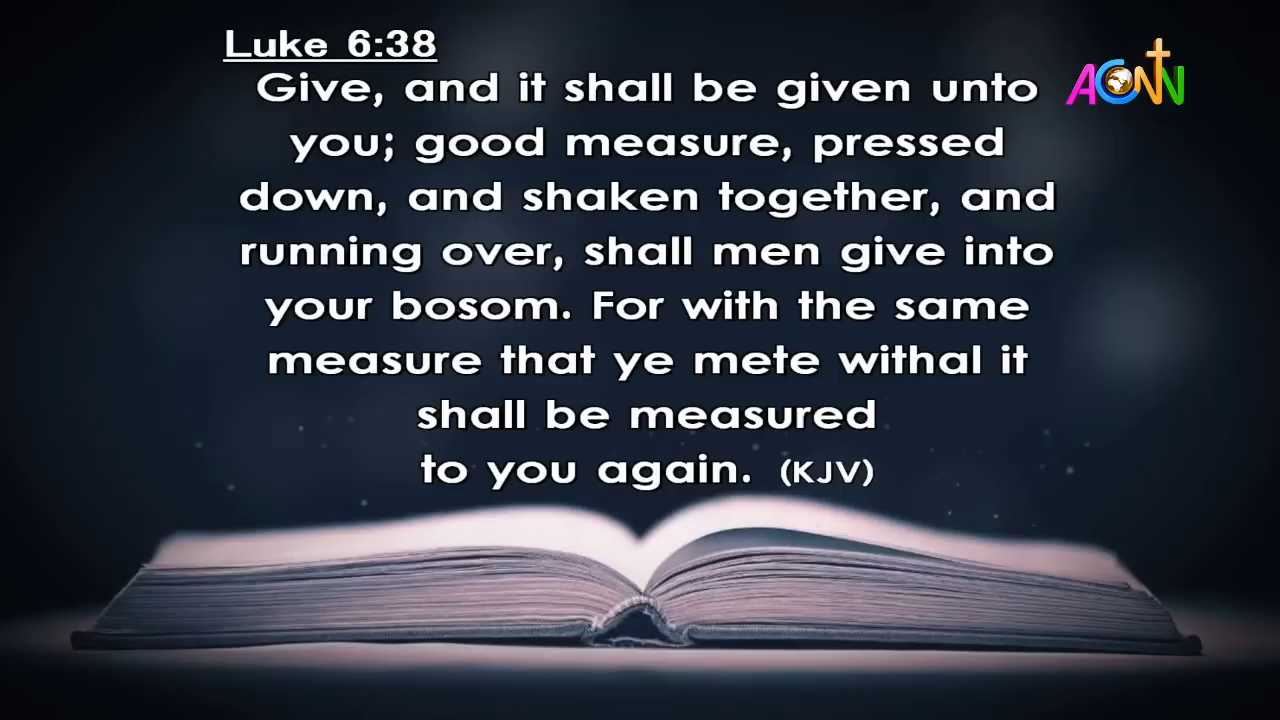 Luke 6:38
Give, and it shall be given unto
you; good measure, pressed
down, and shaken together, and
running over, shall men give into
your bosom. For with the same
measure that ye mete withal it
shall be measured
to you again. (KJV)
ACNN